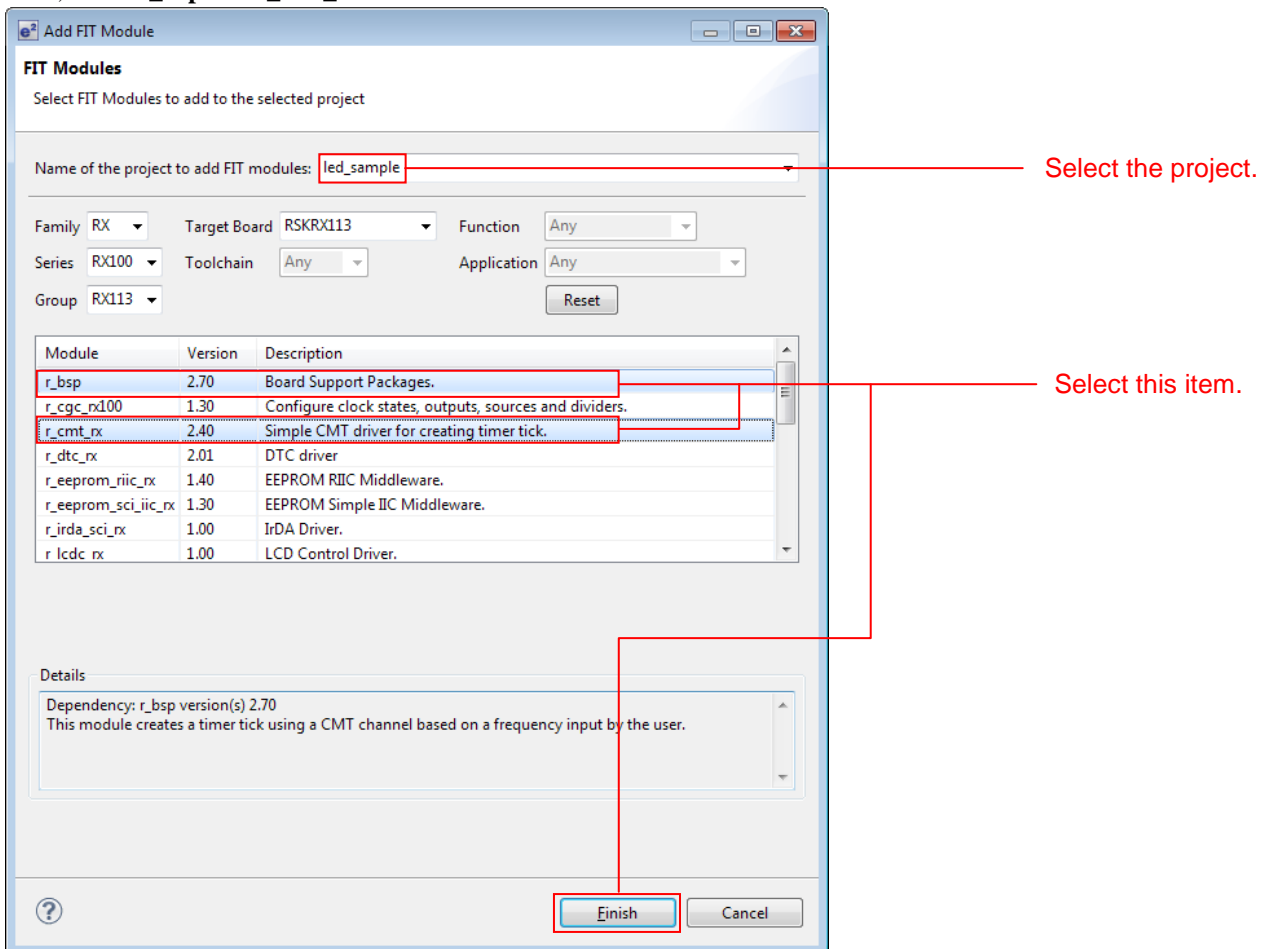 e² Add FIT Module
FIT Modules
Select FIT Modules to add to the selected project
Name of the project to add FIT modules: led_sample
Select the project.
Family RX Target Board RSKRX113 Function Any
Series RX100 Toolchain Any Application Any
Group RX113 Reset
Module Version Description
r_bsp 2.70 Board Support Packages.
Select this item.
r_cgc_rx100 1.30 Configure clock states, outputs, sources and dividers.
r_cmt_rx 2.40 Simple CMT driver for creating timer tick.
r_dtc_rx 2.01 DTC driver
r_eeprom_riic_rx 1.40 EEPROM RIIC Middleware.
r_eeprom_sci_iic_rx 1.30 EEPROM Simple IIC Middleware.
r_irda_sci_rx 1.00 IrDA Driver.
r_lcdc_rx 1.00 LCD Control Driver.
Details
Dependency: r_bsp version(s) 2.70
This module creates a timer tick using a CMT channel based on a frequency input by the user.
? Finish Cancel